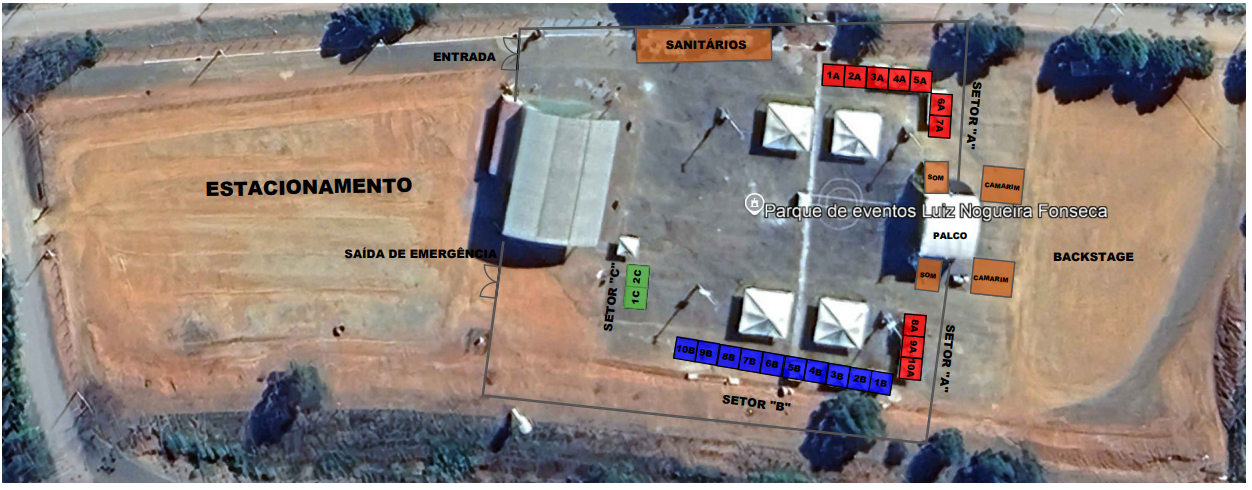 SANITÁRIOS
ENTRADA
1A 2A 3A 4A 5A
6A
7A
SETOR "A"
ESTACIONAMENTO
SOM
CAMARIM
Parque de eventos Luiz Nogueira Fonseca
PALCO
SAÍDA DE EMERGÊNCIA
BACKSTAGE
SOM
CAMARIM
SETOR "C"
1C 2C
8A
9A
10A
SETOR "A"
10B 9B 8B 7B 6B 5B 4B 3B 2B 1B
SETOR "B"